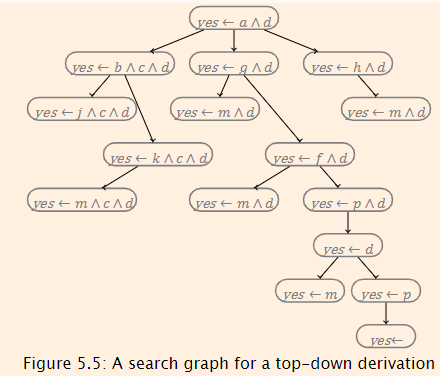 yes ← a ∧ d
yes ← b ∧ c ∧ d
yes ← g ∧ d
yes ← h ∧ d
yes ← j ∧ c ∧ d
yes ← m ∧ d
yes ← m ∧ d
yes ← k ∧ c ∧ d
yes ← f ∧ d
yes ← m ∧ c ∧ d
yes ← m ∧ d
yes ← p ∧ d
yes ← d
yes ← m
yes ← p
yes←
Figure 5.5: A search graph for a top-down derivation